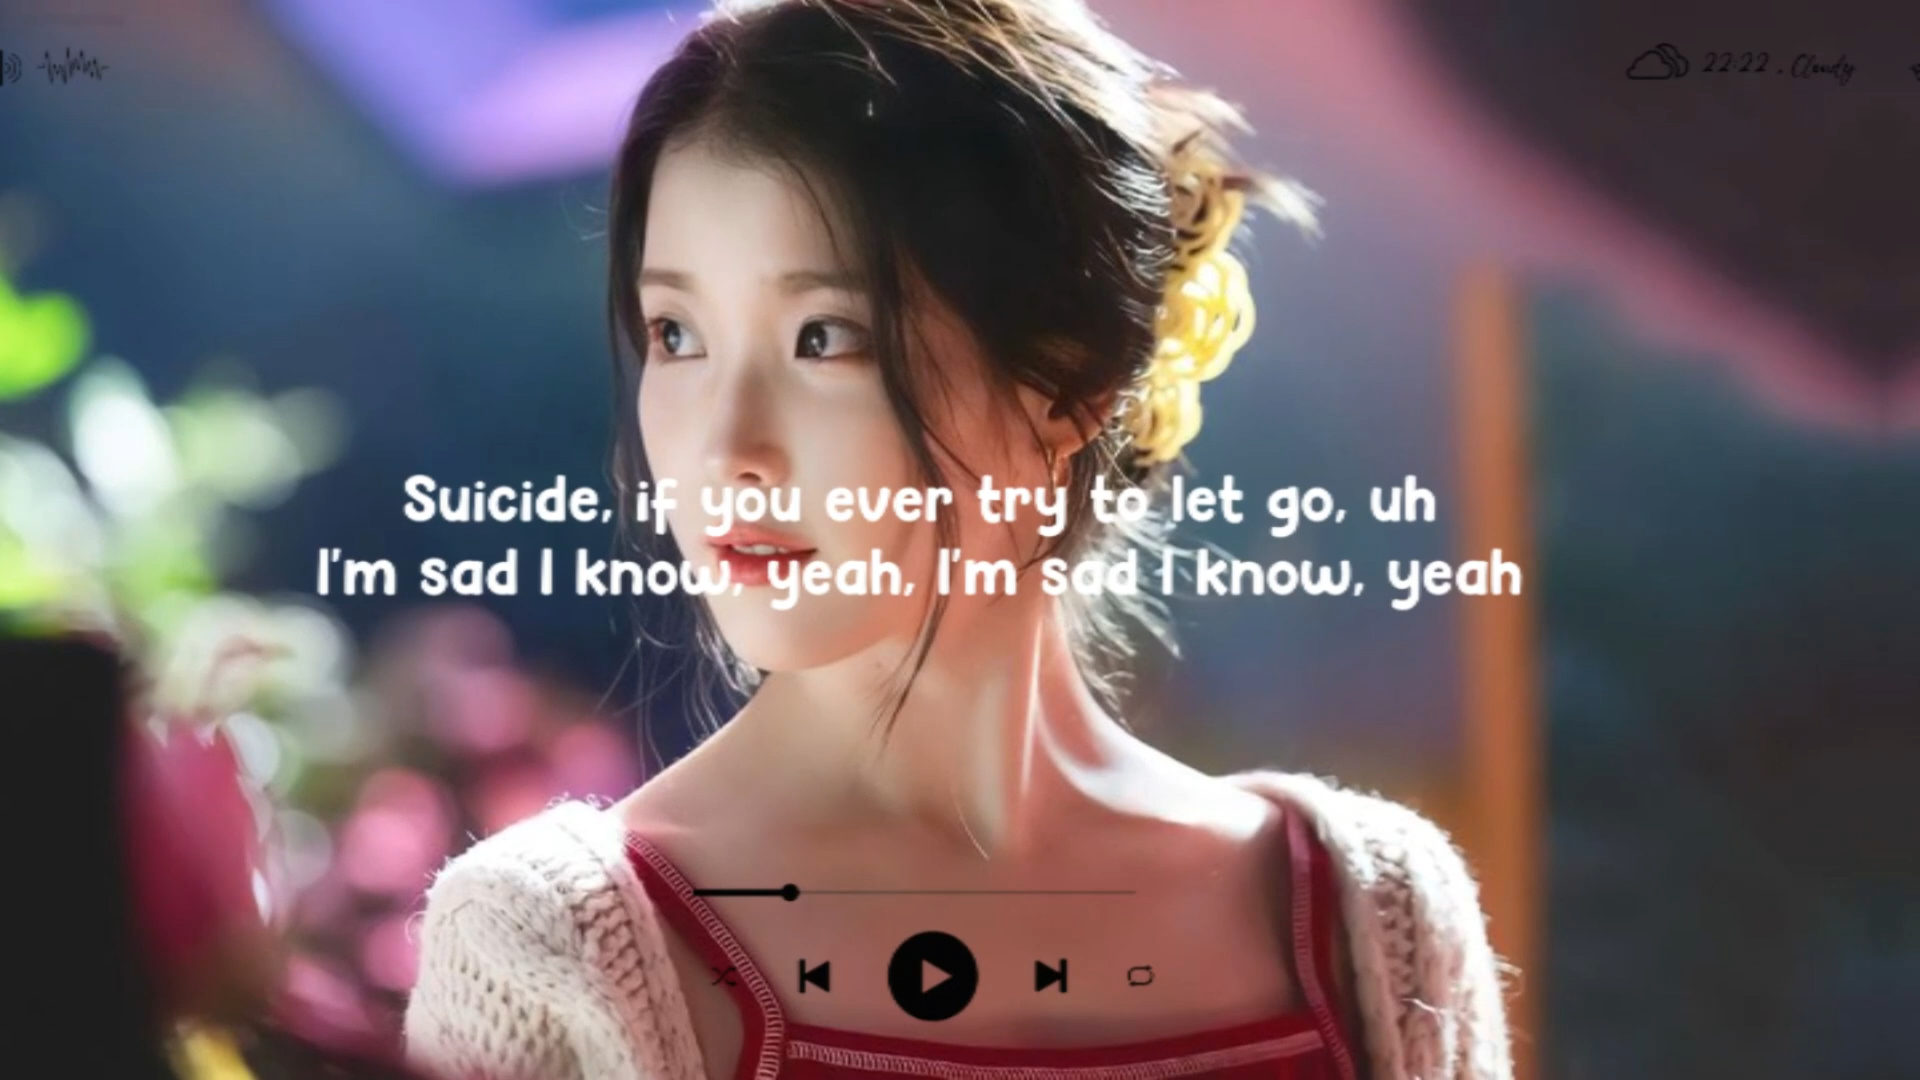 22:22 . Cloudy
Suicide, if you ever try to let go, uh
I'm sad I know, yeah, I'm sad I know, yeah